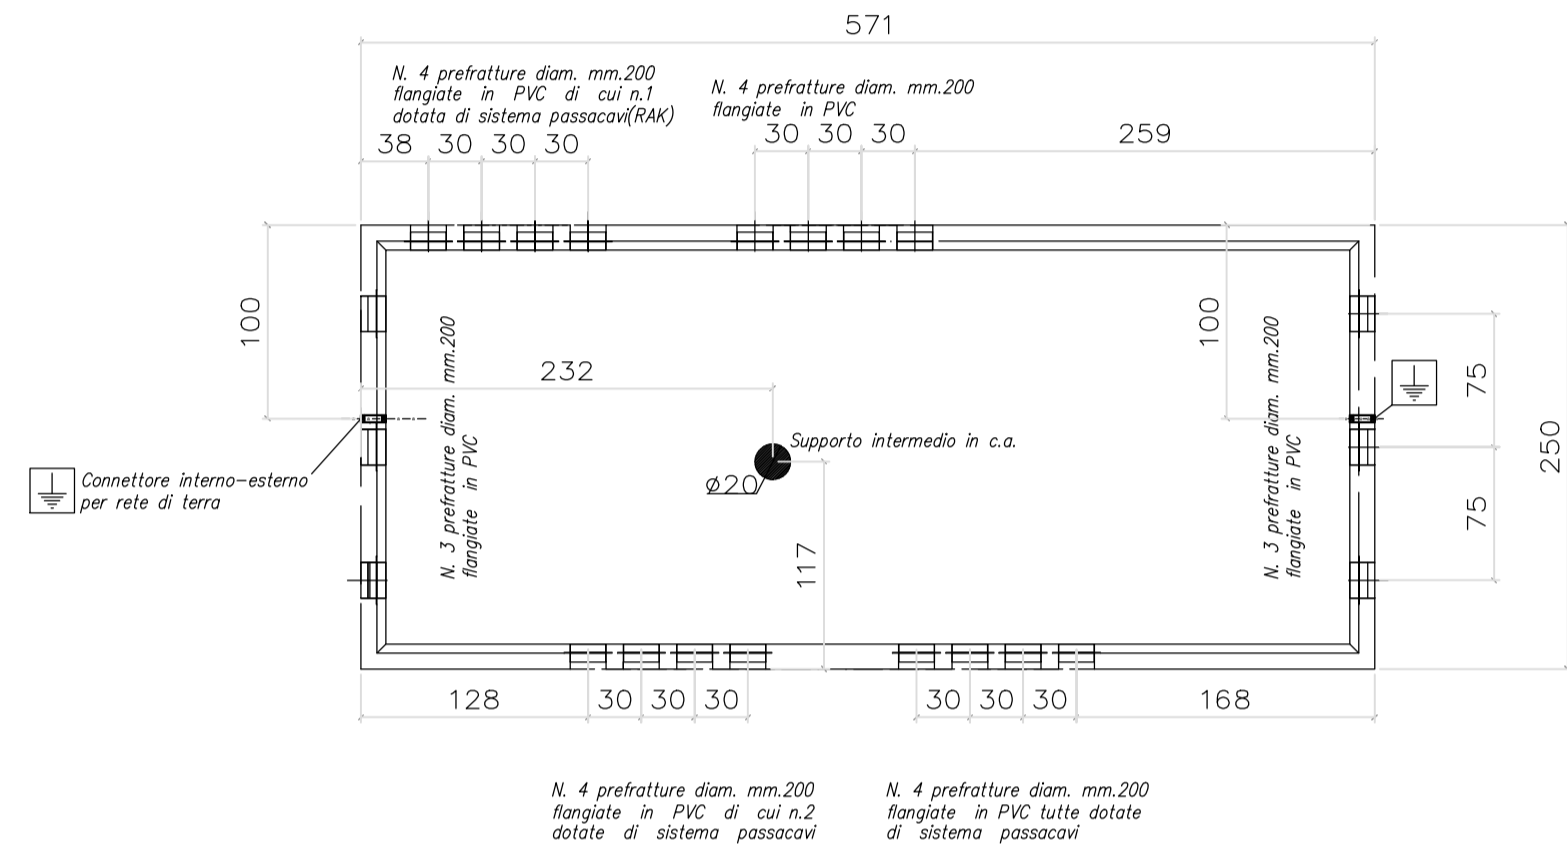 571
N. 4 prefratture diam. mm.200
flangiate in PVC di cui n.1
dotata di sistema passacavi(RAK)
N. 4 prefratture diam. mm.200
flangiate in PVC
38 30 30 30
30 30 30
259
100
232
N. 3 prefratture diam. mm.200
flangiate in PVC
100
N. 3 prefratture diam. mm.200
flangiate in PVC
75
75
250
Supporto intermedio in c.a.
ø20
117
Connettore interno-esterno
per rete di terra
128 30 30 30
30 30 30 168
N. 4 prefratture diam. mm.200
flangiate in PVC di cui n.2
dotate di sistema passacavi
N. 4 prefratture diam. mm.200
flangiate in PVC tutte dotate
di sistema passacavi